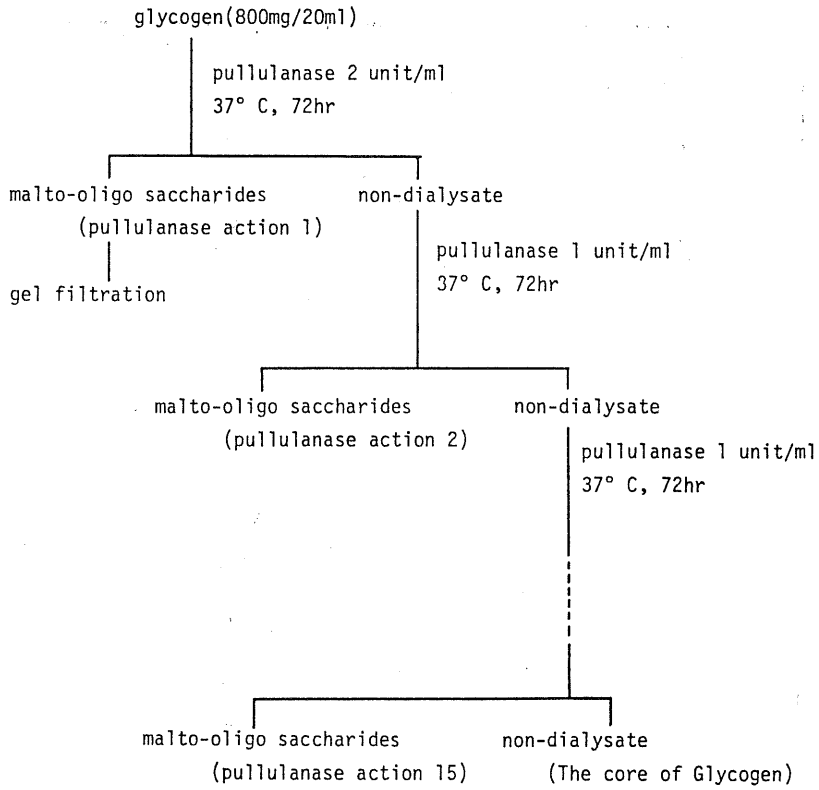 glycogen(800mg/20ml)
pullulanase 2 unit/ml
37° C, 72hr
malto-oligo saccharides
(pullulanase action 1)
non-dialysate
gel filtration
pullulanase 1 unit/ml
37° C, 72hr
malto-oligo saccharides
(pullulanase action 2)
non-dialysate
pullulanase 1 unit/ml
37° C, 72hr
malto-oligo saccharides
(pullulanase action 15)
non-dialysate
(The core of Glycogen)